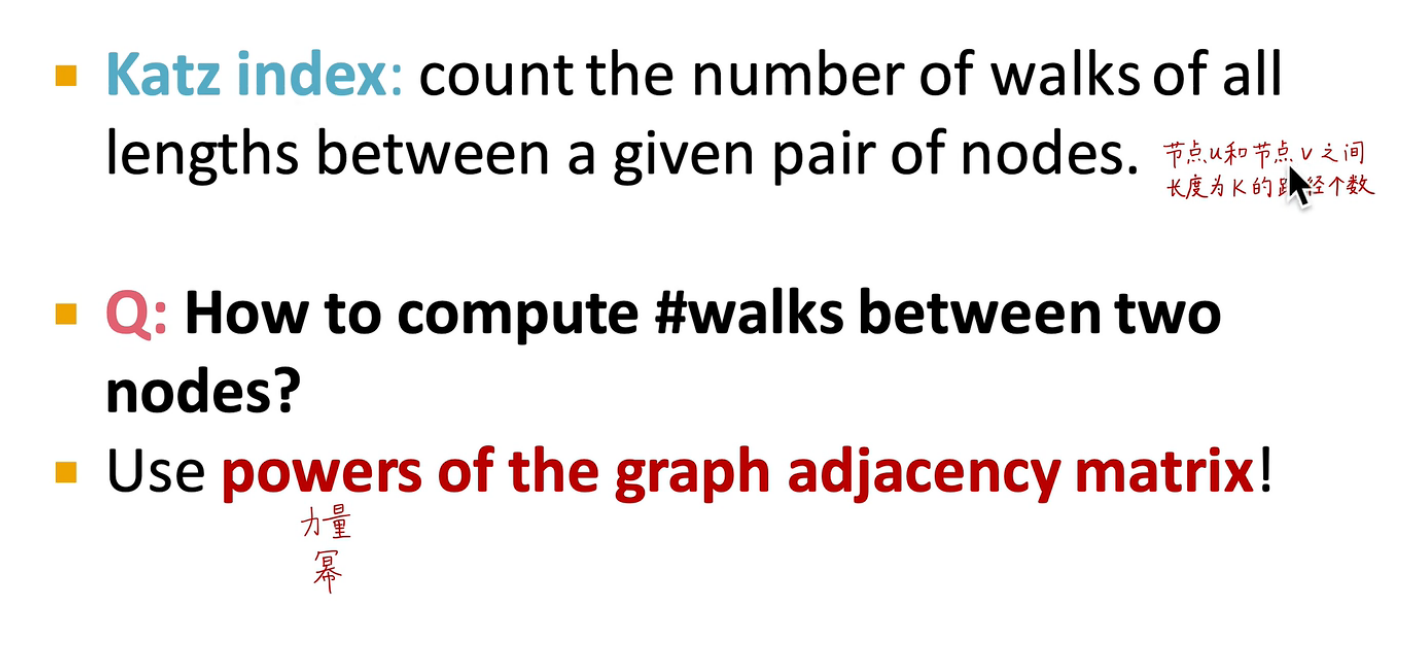 Katz index: count the number of walks of all
lengths between a given pair of nodes.
节点u和节点v之间
长度为K的路径个数
Q: How to compute #walks between two
nodes?
Use powers of the graph adjacency matrix!
力量
幂